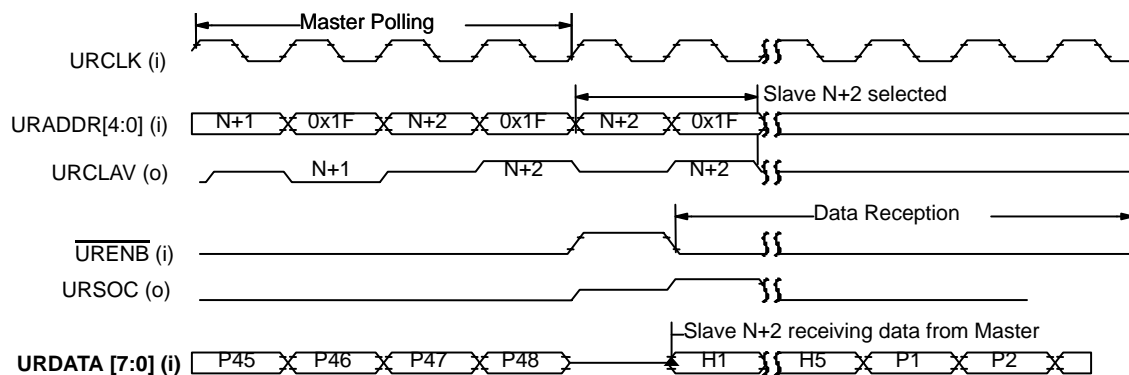 Master Polling
URCLK (i)
Slave N+2 selected
URADDR[4:0] (i) N+1 0x1F N+2 0x1F N+2 0x1F
URCLAV (o) N+1 N+2 N+2
Data Reception
URENB (i)
URSOC (o)
Slave N+2 receiving data from Master
URDATA [7:0] (i) P45 P46 P47 P48 H1 H5 P1 P2